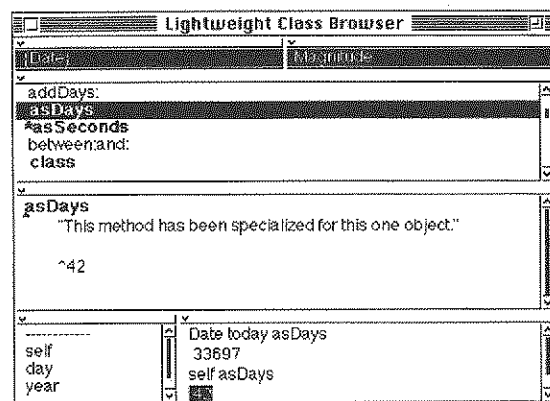 Lightweight Class Browser
{Date} Magnitude
addDays:
asDays
^asSeconds
between:and:
class
asDays
"This method has been specialized for this one object."
^42
----------
self
day
year
Date today asDays
33697
self asDays